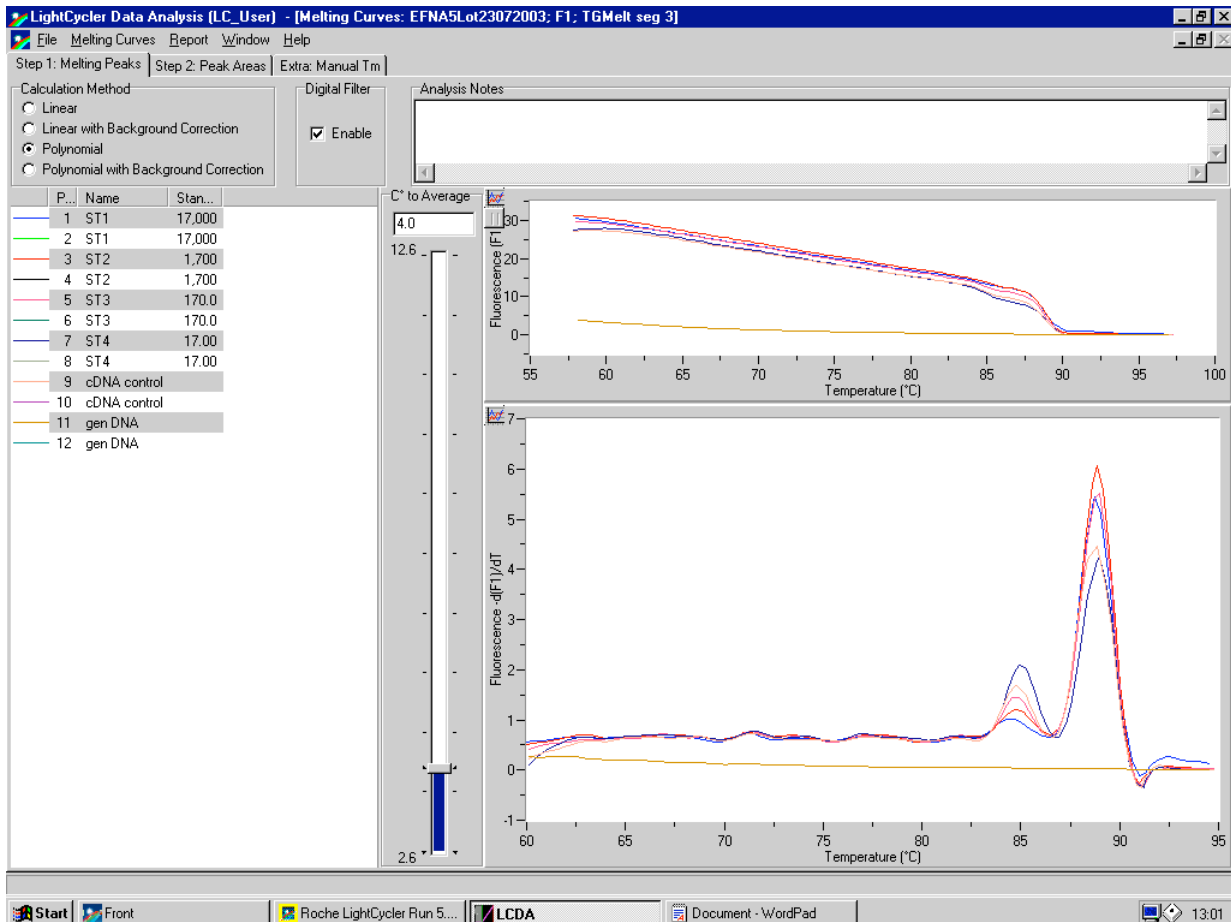 LightCycler Data Analysis (LC_User) - [Melting Curves: EFNA5Lot23072003; F1; TGMelt seg 3]
File Melting Curves Report Window Help
Step 1: Melting Peaks Step 2: Peak Areas Extra: Manual Tm
Calculation Method
Linear
Linear with Background Correction
Polynomial
Polynomial with Background Correction
Digital Filter
Enable
Analysis Notes
P... Name Stan...
1 ST1 17,000
2 ST1 17,000
3 ST2 1,700
4 ST2 1,700
5 ST3 170.0
6 ST3 170.0
7 ST4 17.00
8 ST4 17.00
9 cDNA control
10 cDNA control
11 gen DNA
12 gen DNA
C° to Average
4.0
12.6
2.6
Fluorescence (F1
30
20
10
0
55 60 65 70 75 80 85 90 95 100
Temperature (°C)
Fluorescence -d(F1)/dT
7
6
5
4
3
2
1
0
-1
60 65 70 75 80 85 90 95
Temperature (°C)
Start Front Roche LightCycler Run 5.... LCDA Document - WordPad 13:01